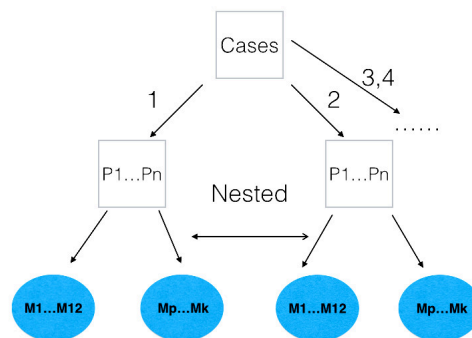 Cases
1
2
3,4
......
P1...Pn
P1...Pn
Nested
M1...M12
Mp...Mk
M1...M12
Mp...Mk